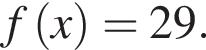 f (x) = 29.